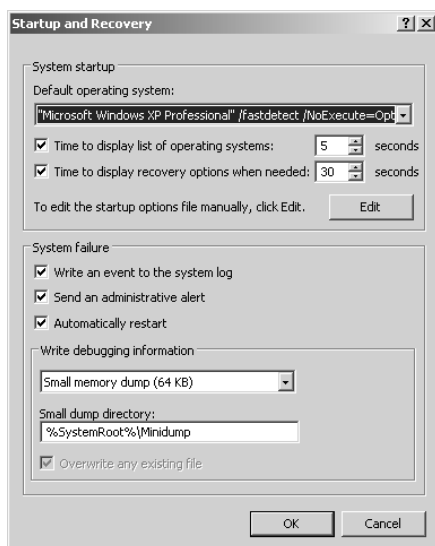 Startup and Recovery
System startup
Default operating system:
"Microsoft Windows XP Professional" /fastdetect /NoExecute=Opt
Time to display list of operating systems: 5 seconds
Time to display recovery options when needed: 30 seconds
To edit the startup options file manually, click Edit. Edit
System failure
Write an event to the system log
Send an administrative alert
Automatically restart
Write debugging information
Small memory dump (64 KB)
Small dump directory:
%SystemRoot%\Minidump
Overwrite any existing file
OK Cancel